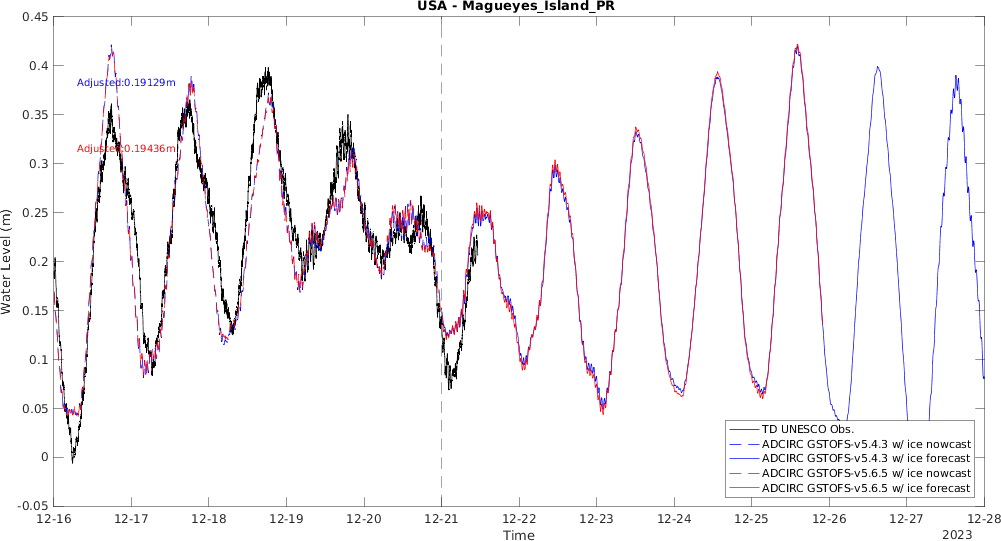 USA - Magueyes_Island_PR
0.45
0.4
0.35
0.3
0.25
0.2
0.15
0.1
0.05
0
-0.05
Water Level (m)
Adjusted:0.19129m
Adjusted:0.19436m
TD UNESCO Obs.
ADCIRC GSTOFS-v5.4.3 w/ ice nowcast
ADCIRC GSTOFS-v5.4.3 w/ ice forecast
ADCIRC GSTOFS-v5.6.5 w/ ice nowcast
ADCIRC GSTOFS-v5.6.5 w/ ice forecast
12-16 12-17 12-18 12-19 12-20 12-21 12-22 12-23 12-24 12-25 12-26 12-27 12-28
Time
2023